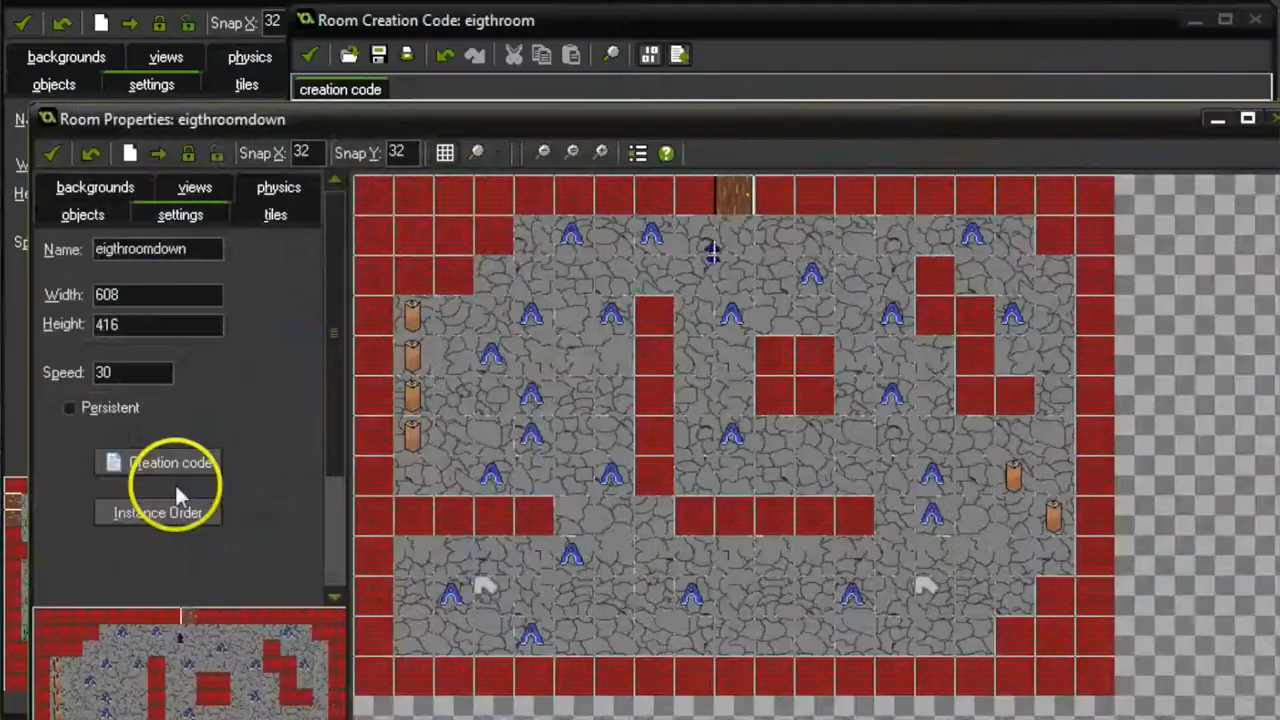 Snap X: 32
Room Creation Code: eigthroom
backgrounds views physics
objects settings tiles
creation code
Room Properties: eigthroomdown
Snap X: 32 Snap Y: 32
backgrounds views physics
objects settings tiles
Name: eigthroomdown
Width: 608
Height: 416
Speed: 30
Persistent
Creation code
Instance Order